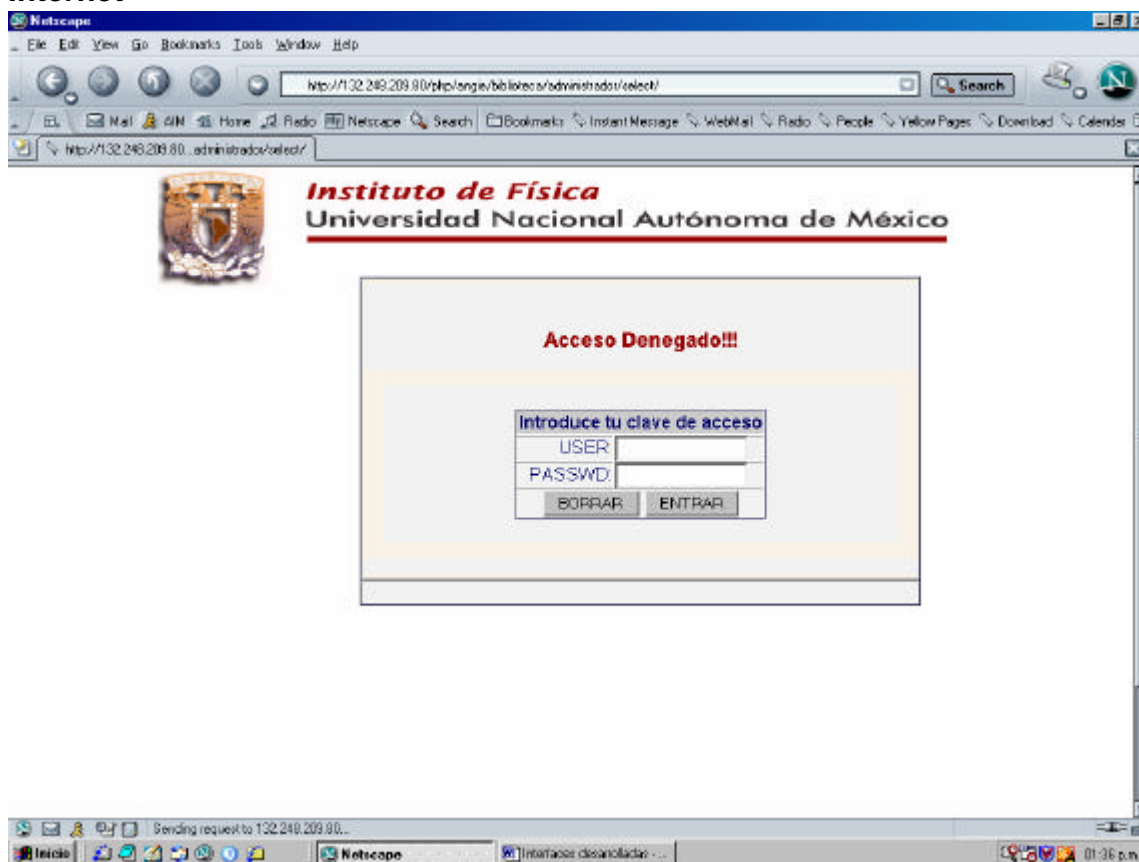 Internet
Netscape
File Edit View Go Bookmarks Tools Window Help
http://132.248.209.80/php/angie/biblioteca/administrador/select/
Search
N
Mail AIM Home Radio Netscape Search Bookmarks Instant Message WebMail Radio People Yellow Pages Download Calendar
http://132.248.209.80...administrador/select/
Instituto de Física
Universidad Nacional Autónoma de México
Acceso Denegado!!!
Introduce tu clave de acceso
USER
PASSWD:
BORRAR ENTRAR
Sending request to 132.248.209.80...
Inicio Netscape Interfaces desarrolladas - ... 01:36 p.m.